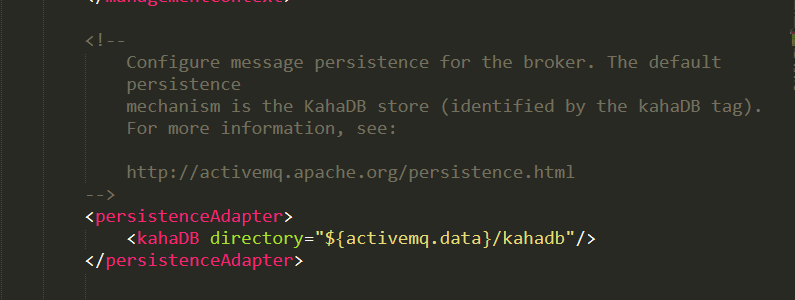 </managementContext>
<!--
Configure message persistence for the broker. The default
persistence
mechanism is the KahaDB store (identified by the kahaDB tag).
For more information, see:
http://activemq.apache.org/persistence.html
-->
<persistenceAdapter>
<kahaDB directory="${activemq.data}/kahadb"/>
</persistenceAdapter>